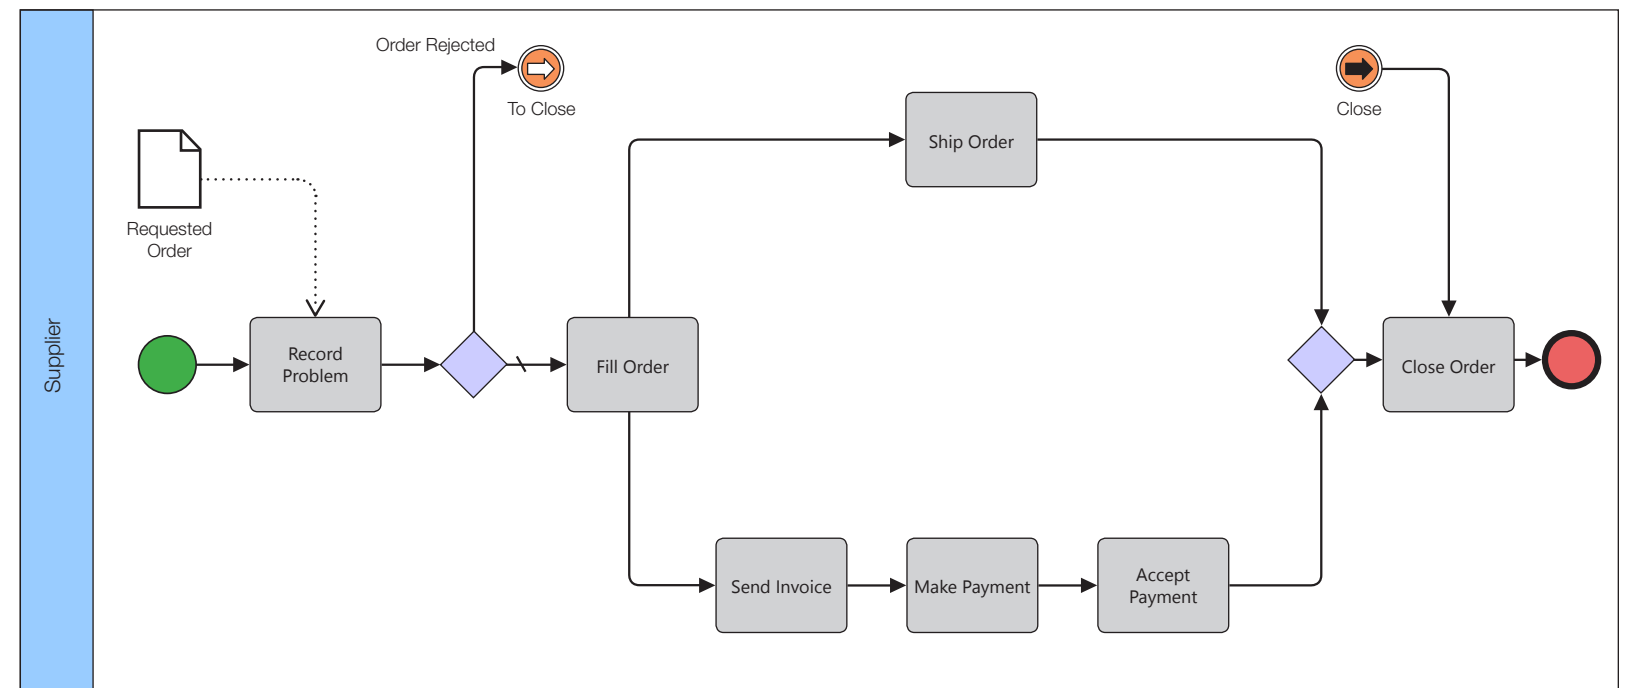 Supplier
Order Rejected
To Close
Close
Requested
Order
Ship Order
Record
Problem
Fill Order
Close Order
Send Invoice
Make Payment
Accept
Payment